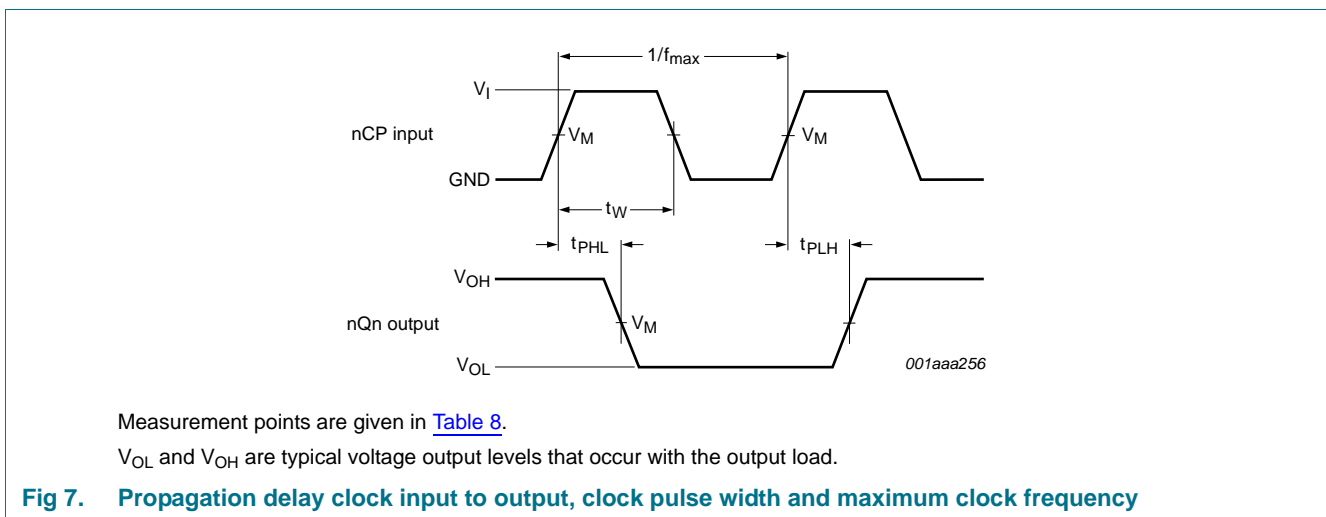 1/fmax
VI
nCP input
VM
VM
GND
tW
tPHL
tPLH
VOH
nQn output
VM
VOL
001aaa256
Measurement points are given in Table 8.
VOL and VOH are typical voltage output levels that occur with the output load.
Fig 7. Propagation delay clock input to output, clock pulse width and maximum clock frequency